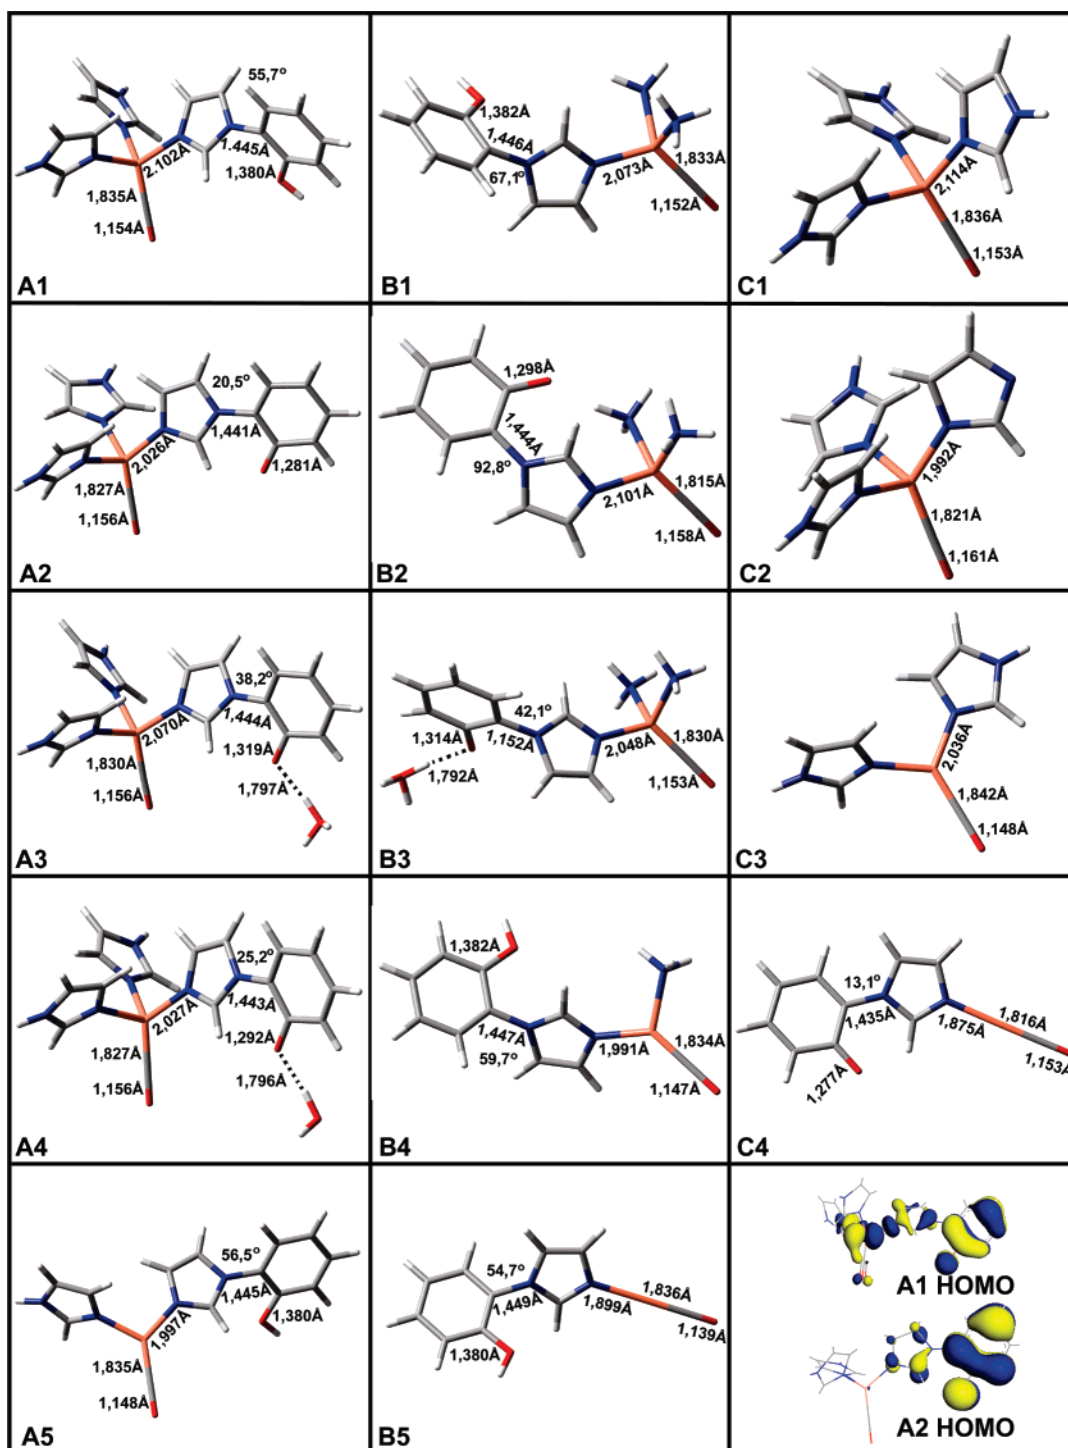 55,7°
2,102Å
1.445Å
1,380Å
1,835Å
1,154Å
A1
1,382Å
1,446Å
67,1°
2,073Å
1,833Å
1,152Å
B1
2,114Å
1,836Å
1,153Å
C1
20,5°
2,026Å
1,441Å
1,281Å
1,827Å
1,156Å
A2
1,298Å
1,444Å
92,8°
2,101Å
1,815Å
1,158Å
B2
1,992Å
1,821Å
1,161Å
C2
38,2°
2,070Å
1,444Å
1,319Å
1,830Å
1,797Å
1,156Å
A3
42,1°
1,314Å
1,152Å
2,048Å
1,830Å
1,792Å
1,153Å
B3
2,036Å
1,842Å
1,148Å
C3
25,2°
2,027Å
1,443Å
1,292Å
1,827Å
1,796Å
1,156Å
A4
1,382Å
1,447Å
59,7°
1,991Å
1,834Å
1,147Å
B4
13,1°
1,435Å
1,875Å
1,816Å
1,153Å
1,277Å
C4
56,5°
1,997Å
1,445Å
1,380Å
1,835Å
1,148Å
A5
54,7°
1,449Å
1,899Å
1,836Å
1,139Å
1,380Å
B5
A1 HOMO
A2 HOMO